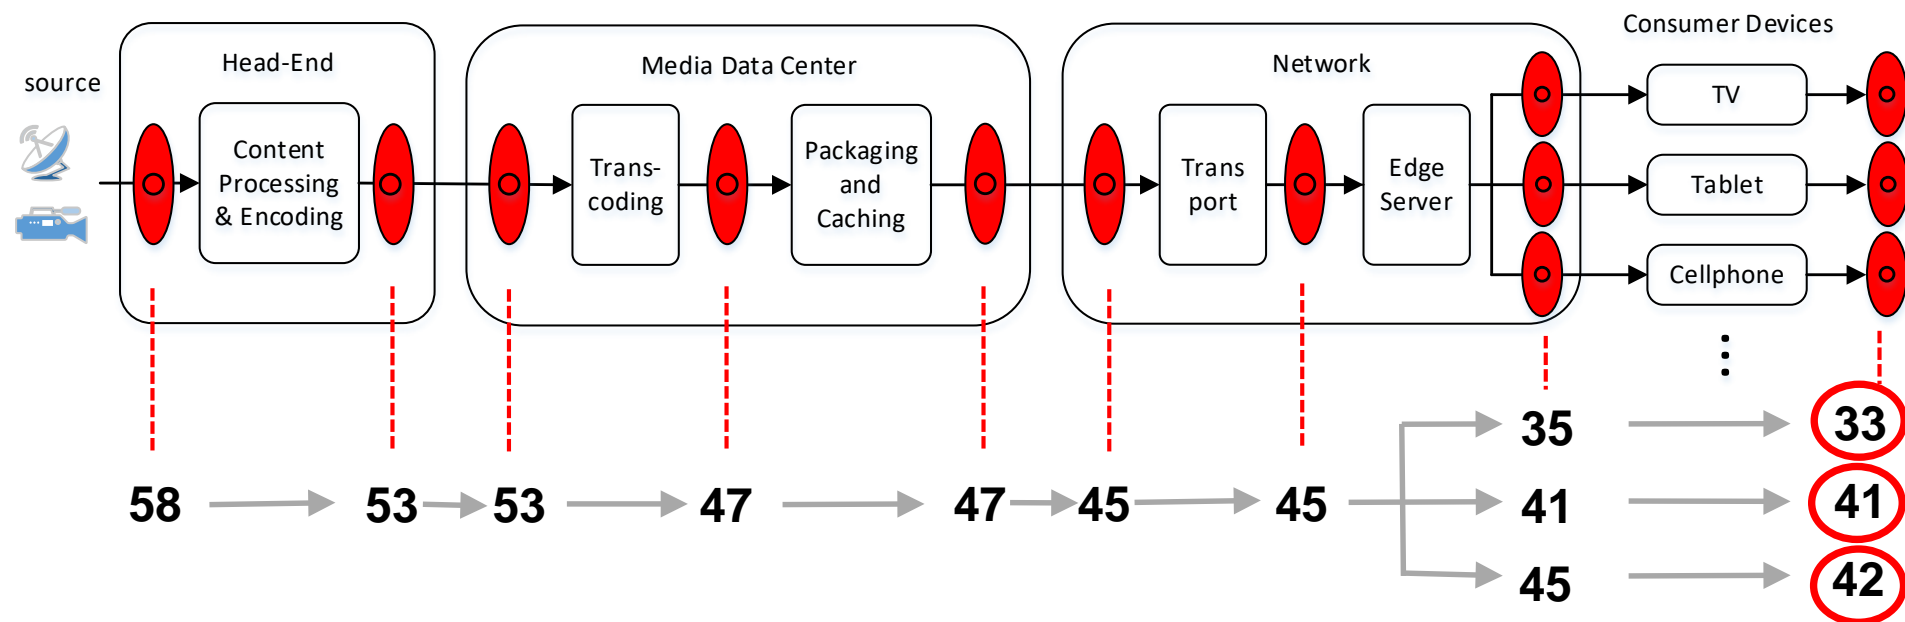 Consumer Devices
source
Head-End
Content
Processing
& Encoding
Media Data Center
Trans-
coding
Packaging
and
Caching
Network
Trans
port
Edge
Server
TV
Tablet
Cellphone
58
53
53
47
47
45
45
35
41
45
33
41
42